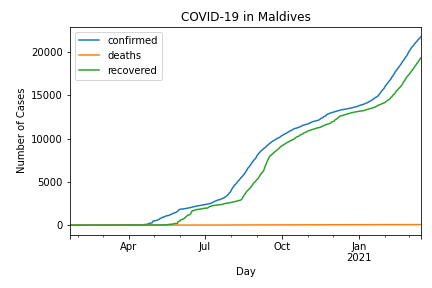 COVID-19 in Maldives
confirmed
deaths
recovered
Number of Cases
20000
15000
10000
5000
0
Apr
Jul
Oct
Jan
2021
Day